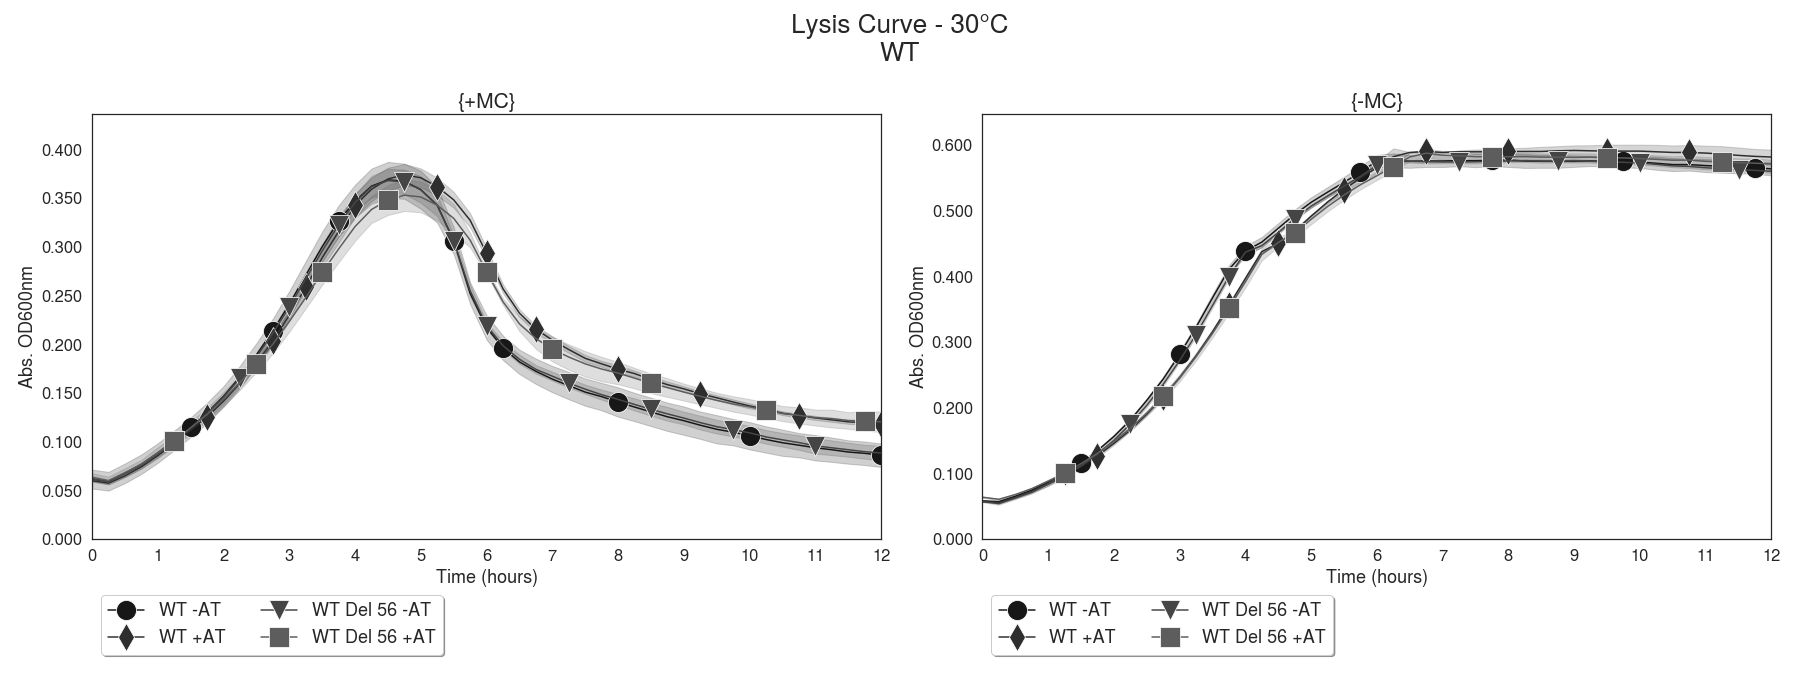 Lysis Curve - 30°C
WT
{+MC}
0.400
0.350
0.300
0.250
0.200
0.150
0.100
0.050
0.000
Abs. OD600nm
0 1 2 3 4 5 6 7 8 9 10 11 12
Time (hours)
WT -AT
WT +AT
WT Del 56 -AT
WT Del 56 +AT
{-MC}
0.600
0.500
0.400
0.300
0.200
0.100
0.000
Abs. OD600nm
0 1 2 3 4 5 6 7 8 9 10 11 12
Time (hours)
WT -AT
WT +AT
WT Del 56 -AT
WT Del 56 +AT